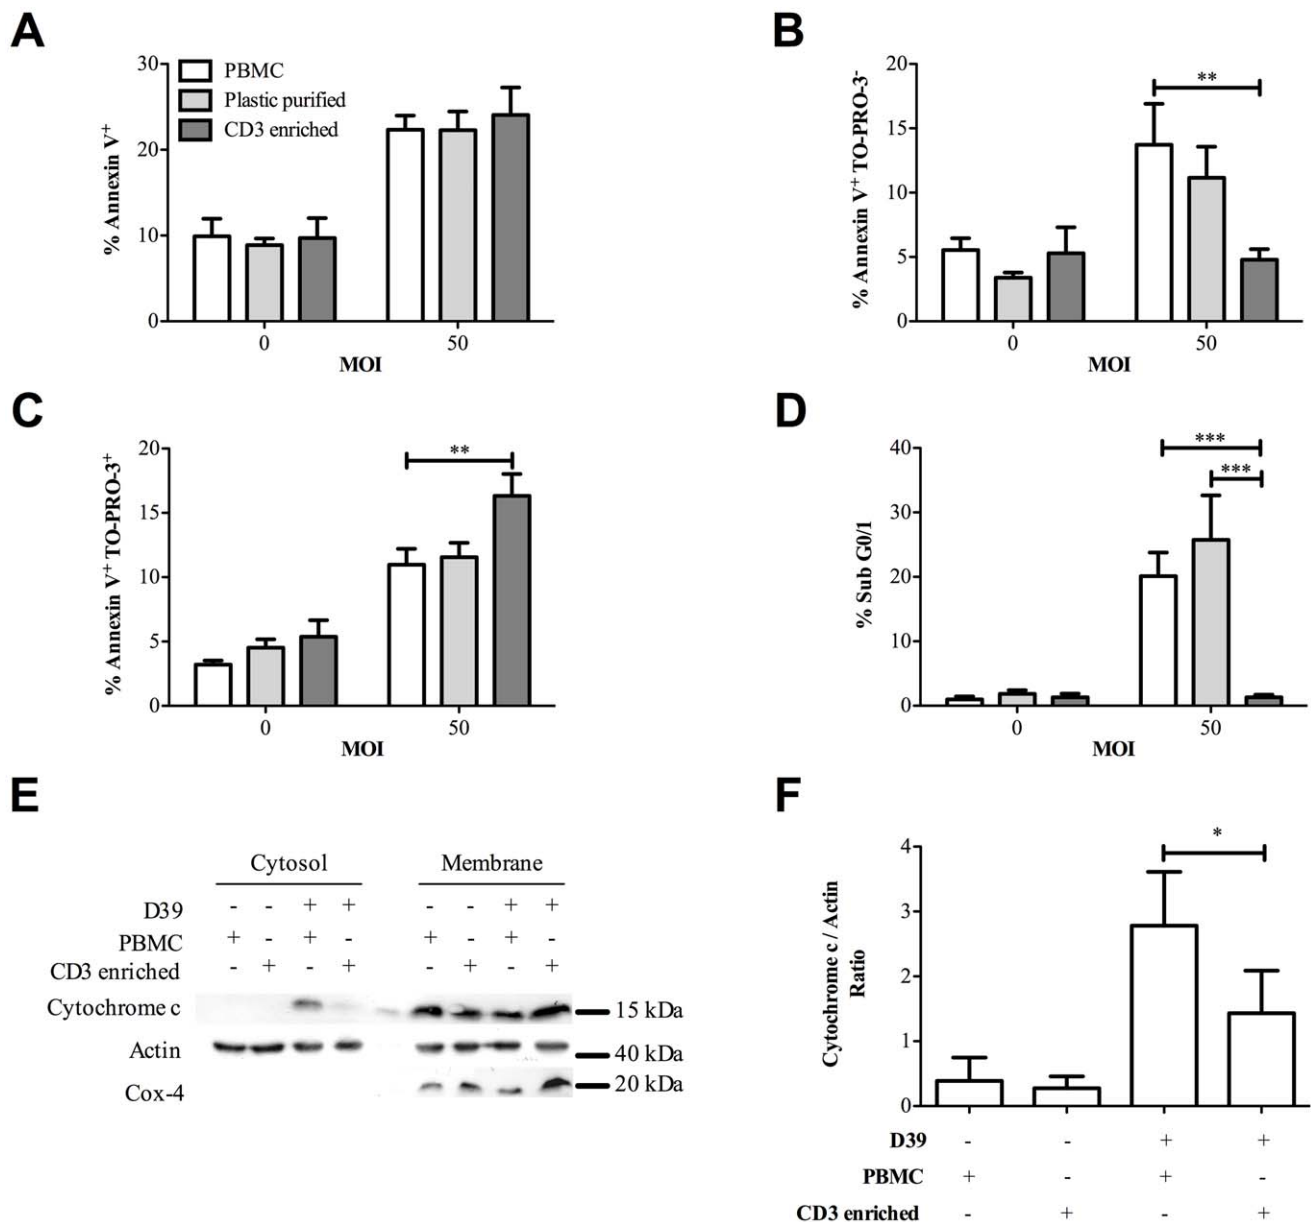 A
30
20
10
0
% Annexin V⁺
PBMC
Plastic purified
CD3 enriched
0 50
MOI
B
20
15
10
5
0
% Annexin V⁺ TO-PRO-3⁻
**
0 50
MOI
C
20
15
10
5
0
% Annexin V⁺ TO-PRO-3⁺
**
0 50
MOI
D
40
30
20
10
0
% Sub G0/1
***
***
0 50
MOI
E
Cytosol Membrane
D39 - - + + - - + +
PBMC + - + - + - + -
CD3 enriched - + - + - + - +
Cytochrome c 15 kDa
Actin 40 kDa
Cox-4 20 kDa
F
4
3
2
1
0
Cytochrome c / Actin
Ratio
*
D39 - - + +
PBMC + - + -
CD3 enriched - + - +